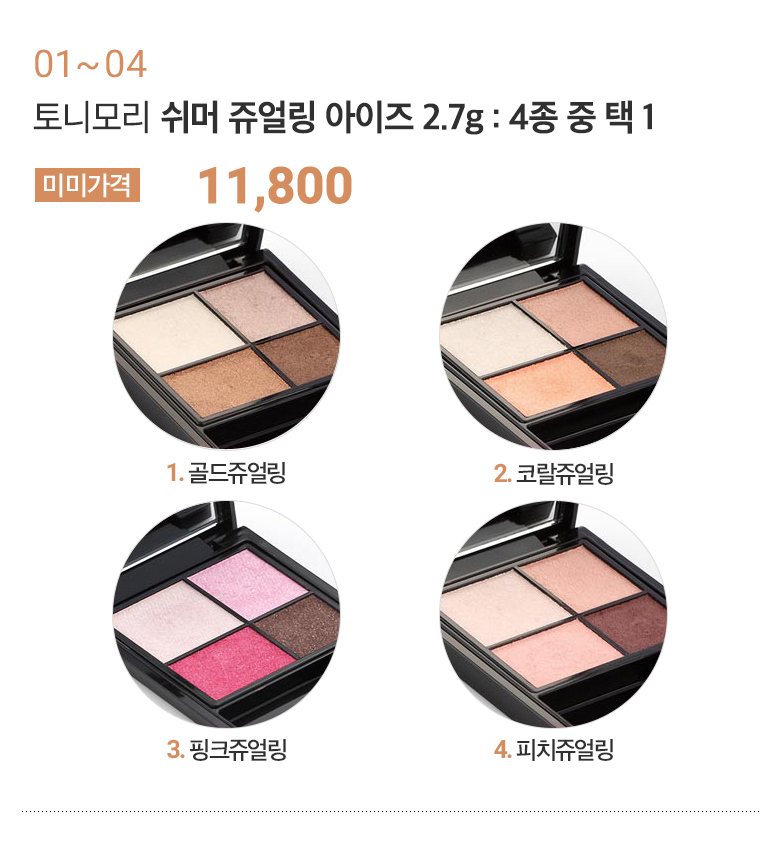 01~04
토니모리 쉬머 쥬얼링 아이즈 2.7g : 4종 중 택 1
미미가격 11,800
1. 골드쥬얼링
2. 코랄쥬얼링
3. 핑크쥬얼링
4. 피치쥬얼링